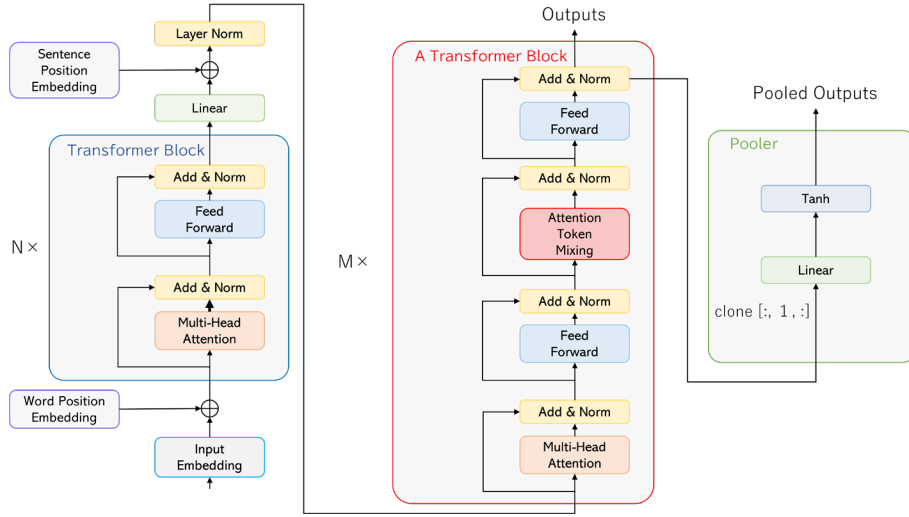 Layer Norm
Sentence
Position
Embedding
Linear
Transformer Block
Add & Norm
Feed
Forward
N×
Add & Norm
Multi-Head
Attention
Word Position
Embedding
Input
Embedding
Outputs
A Transformer Block
Add & Norm
Feed
Forward
Add & Norm
Attention
Token
Mixing
M×
Add & Norm
Feed
Forward
Add & Norm
Multi-Head
Attention
Pooled Outputs
Pooler
Tanh
Linear
clone [:, 1, :]